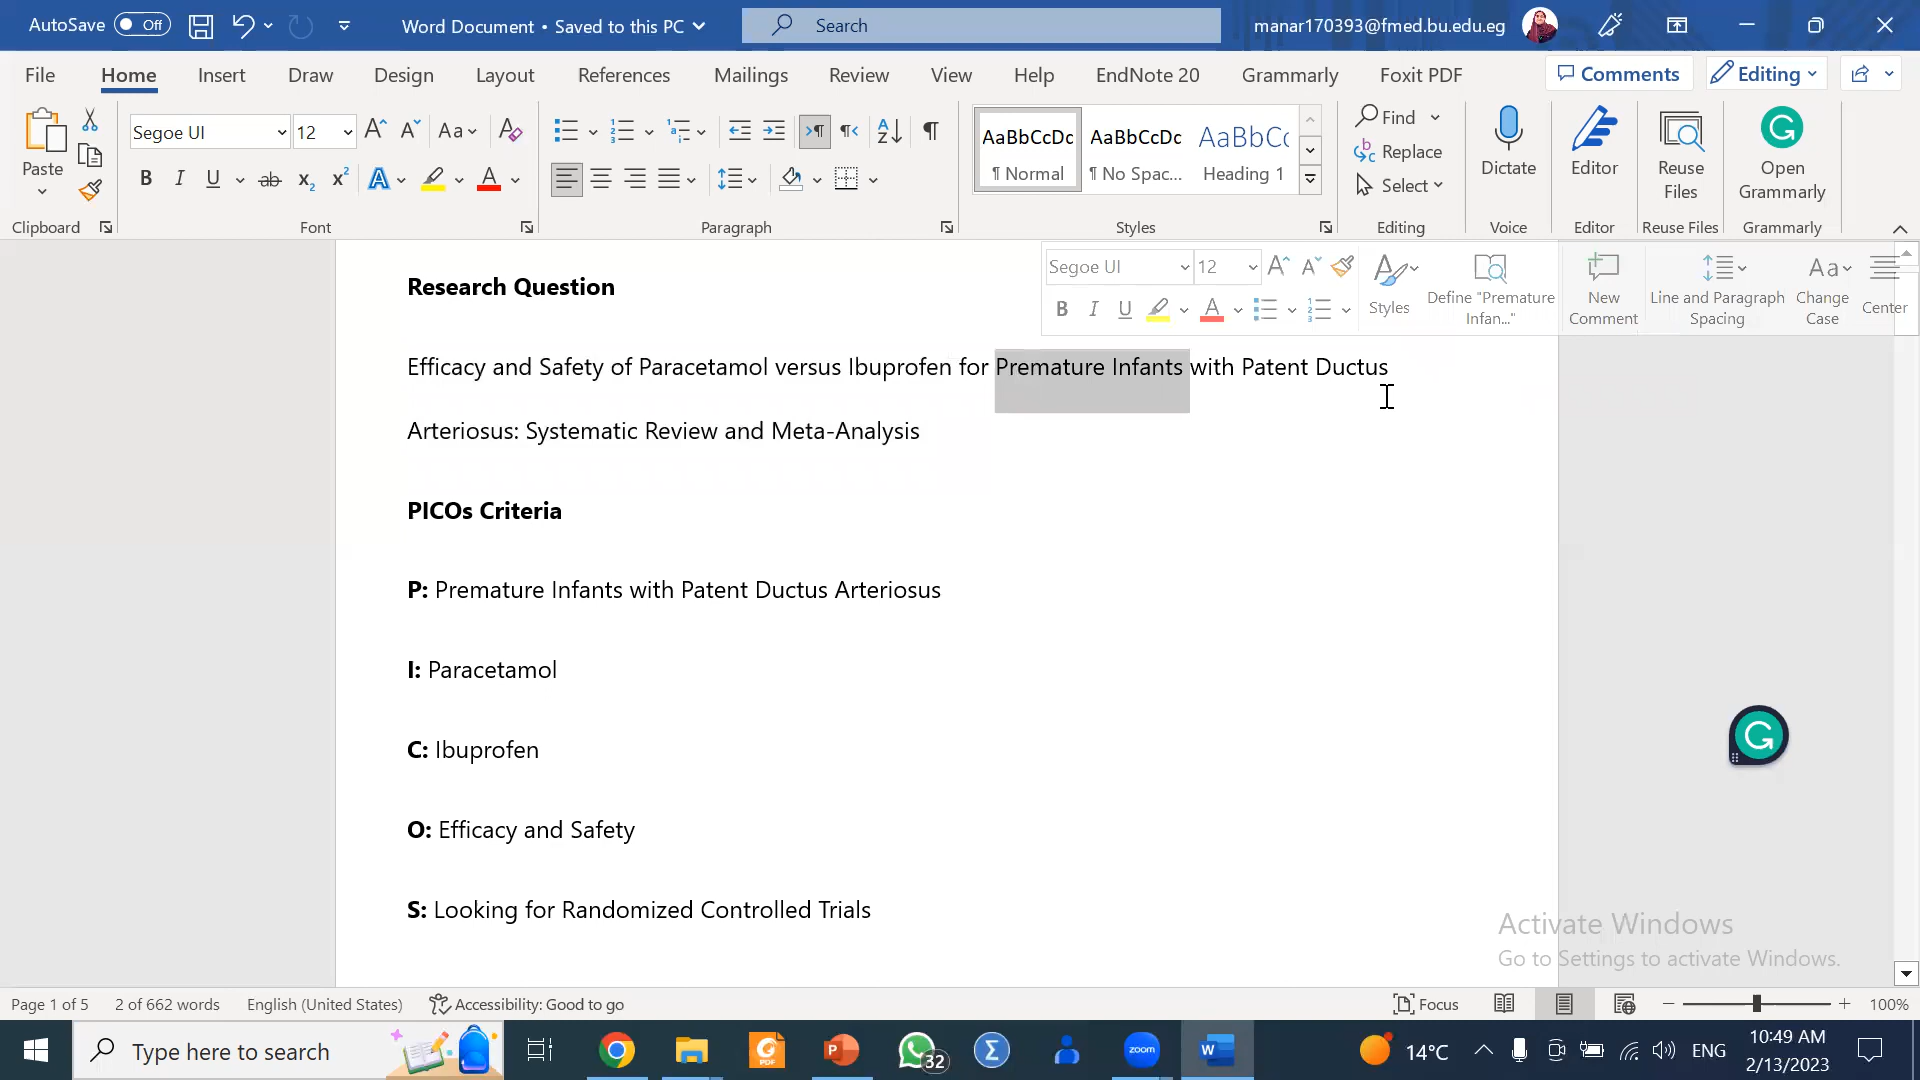 AutoSave Off Word Document • Saved to this PC Search manar170393@fmed.bu.edu.eg
File Home Insert Draw Design Layout References Mailings Review View Help EndNote 20 Grammarly Foxit PDF Comments Editing
Paste Segoe UI 12 Aa AaBbCcDc AaBbCcDc AaBbCc Find Replace Select Dictate Editor Reuse Files Open Grammarly
B I U ab x₂ x² A A ¶ Normal ¶ No Spac... Heading 1
Clipboard Font Paragraph Styles Editing Voice Editor Reuse Files Grammarly
Segoe UI 12
B I U A Styles Define "Premature Infan..." New Comment Line and Paragraph Spacing Change Case Center
Research Question
Efficacy and Safety of Paracetamol versus Ibuprofen for Premature Infants with Patent Ductus
Arteriosus: Systematic Review and Meta-Analysis
PICOs Criteria
P: Premature Infants with Patent Ductus Arteriosus
I: Paracetamol
C: Ibuprofen
O: Efficacy and Safety
S: Looking for Randomized Controlled Trials
Activate Windows
Go to Settings to activate Windows.
Page 1 of 5 2 of 662 words English (United States) Accessibility: Good to go Focus 100%
Type here to search PDF P 32 Σ zoom W 14°C ENG 10:49 AM
2/13/2023